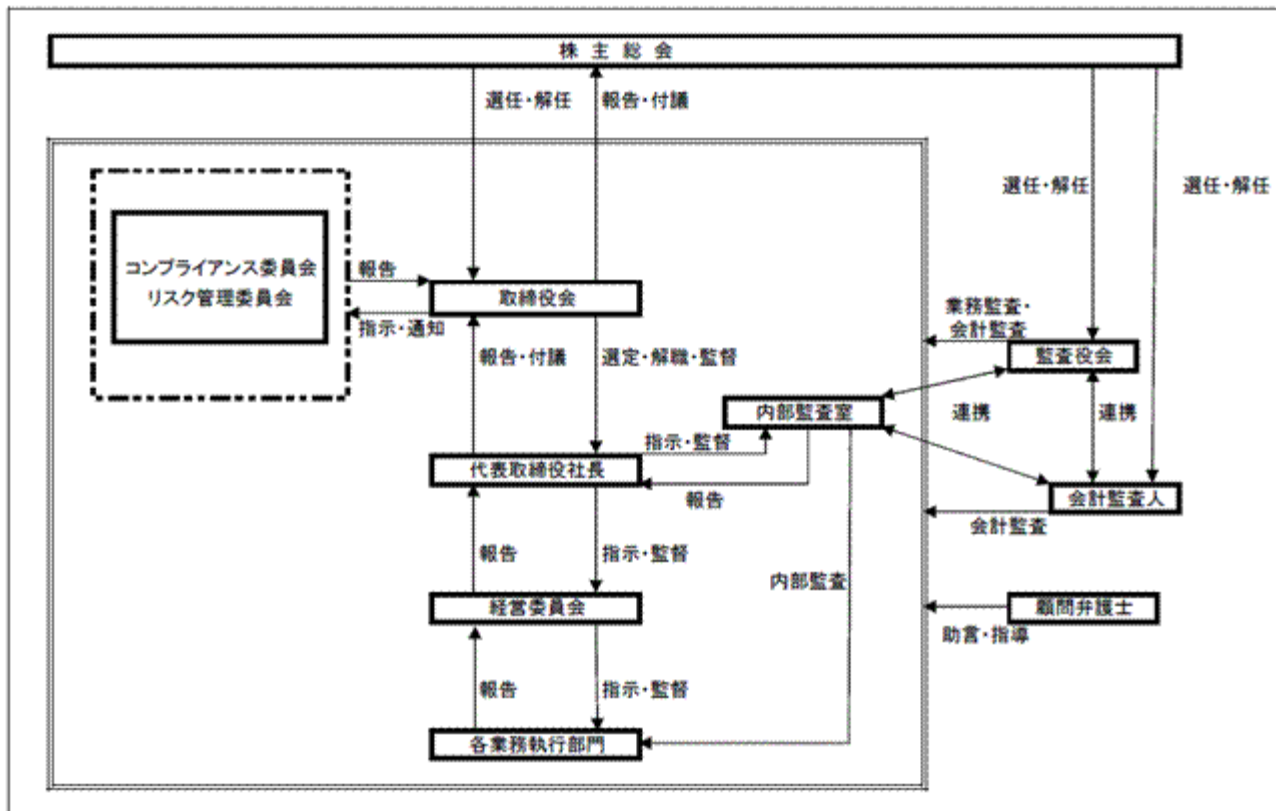 株主総会
選任・解任
報告・付議
選任・解任
選任・解任
コンプライアンス委員会
リスク管理委員会
報告
指示・通知
取締役会
業務監査・
会計監査
監査役会
報告・付議
選定・解職・監督
内部監査室
連携
連携
指示・監督
代表取締役社長
報告
会計監査人
会計監査
報告
指示・監督
内部監査
経営委員会
顧問弁護士
助言・指導
報告
指示・監督
各業務執行部門